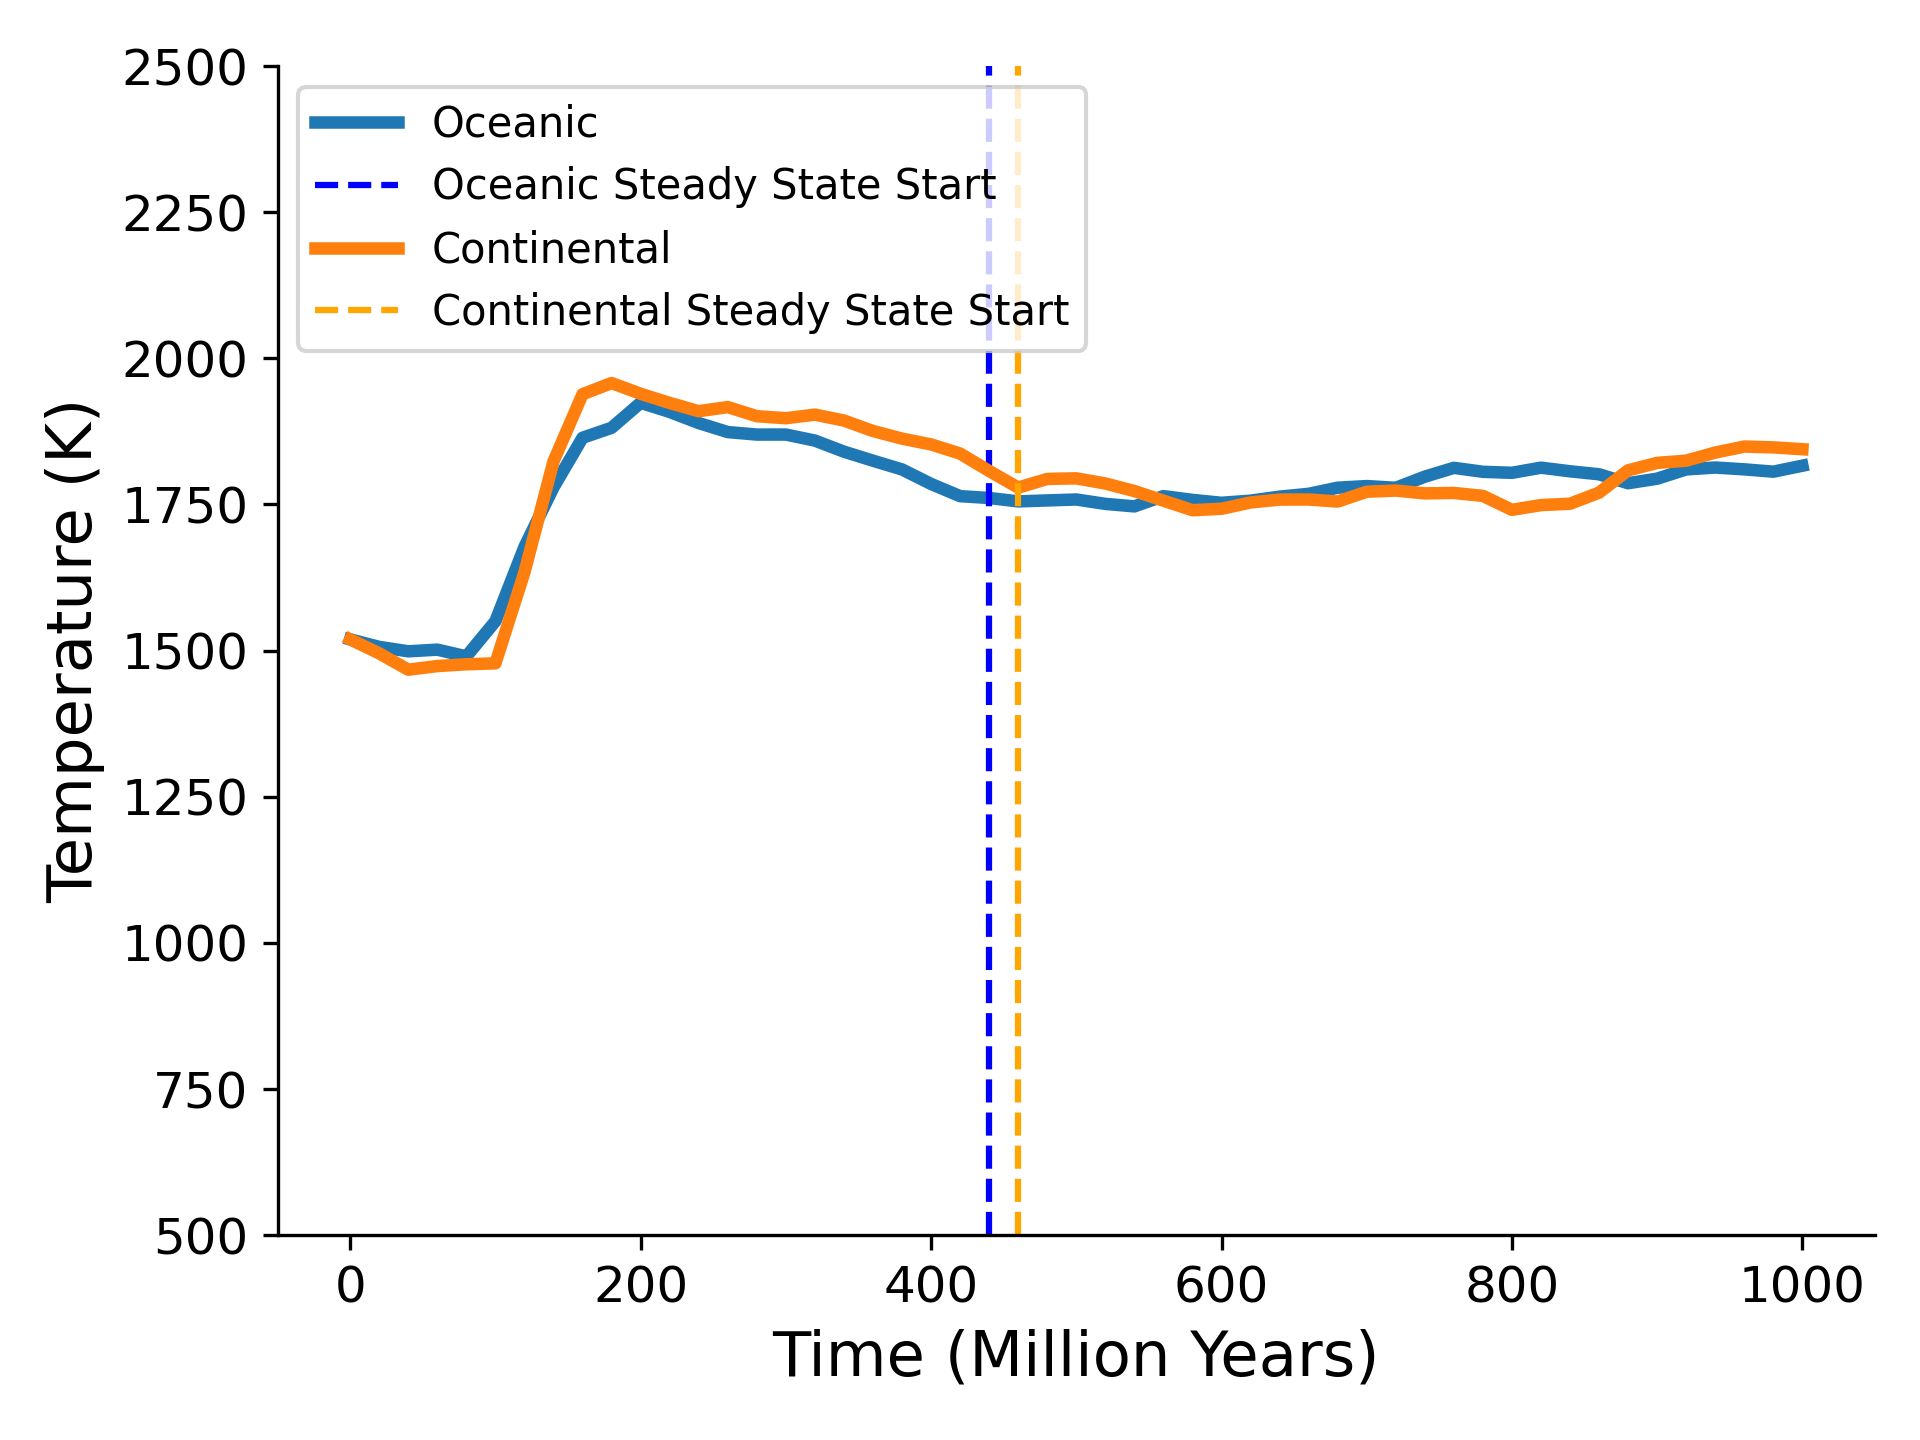 2500
2250
2000
1750
1500
1250
1000
750
500
Temperature (K)
Oceanic
Oceanic Steady State Start
Continental
Continental Steady State Start
0 200 400 600 800 1000
Time (Million Years)